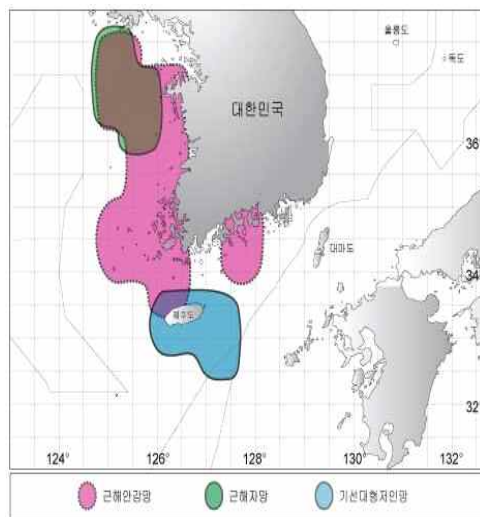 울릉도
독도
대한민국
36°
대마도
34°
제주도
32°
124° 126° 128° 130° 132°
근해안강망 근해자망 기선대형저인망